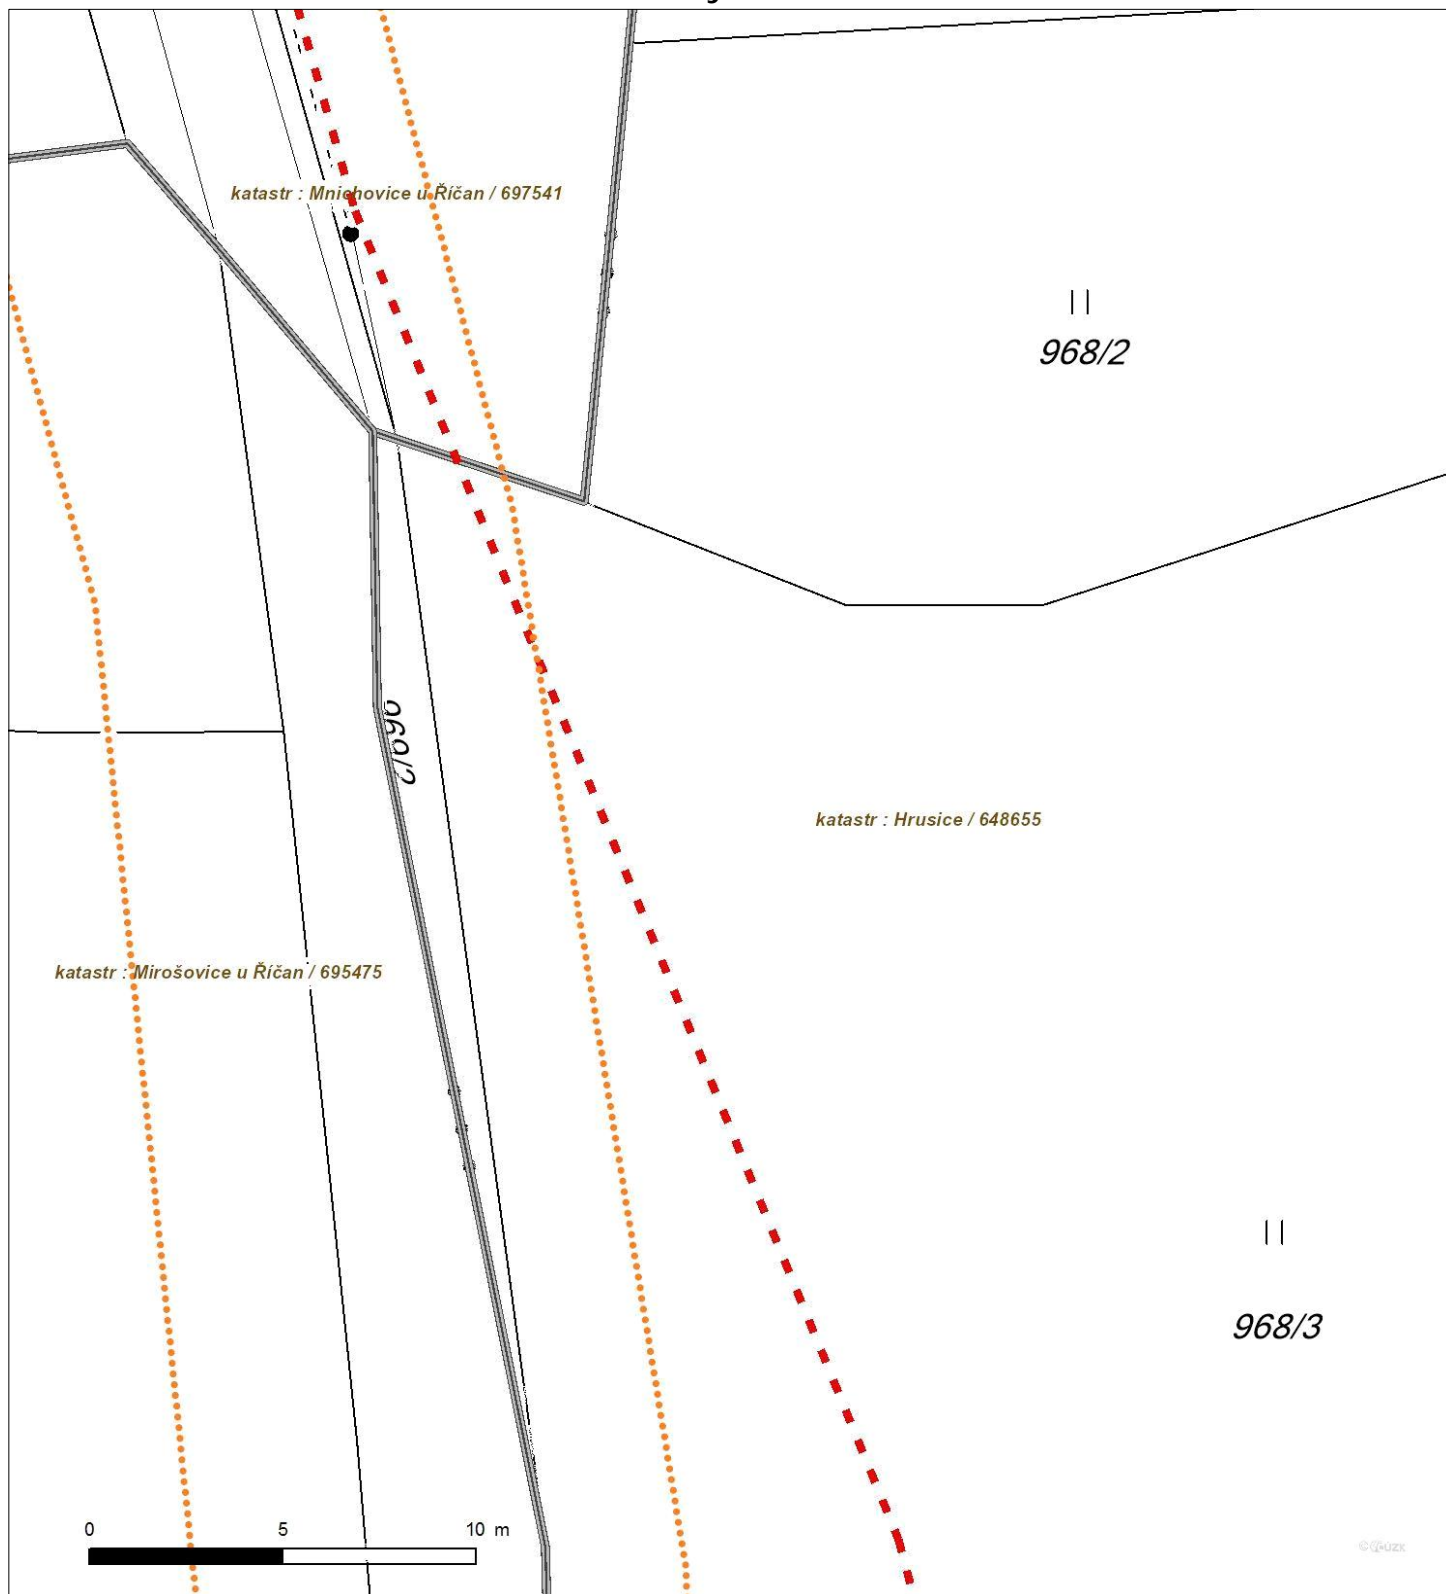 katastr : Mnichovice u Říčan / 697541
968/2
969/2
katastr : Hrusice / 648655
katastr : Mirošovice u Říčan / 695475
968/3
0 5 10 m